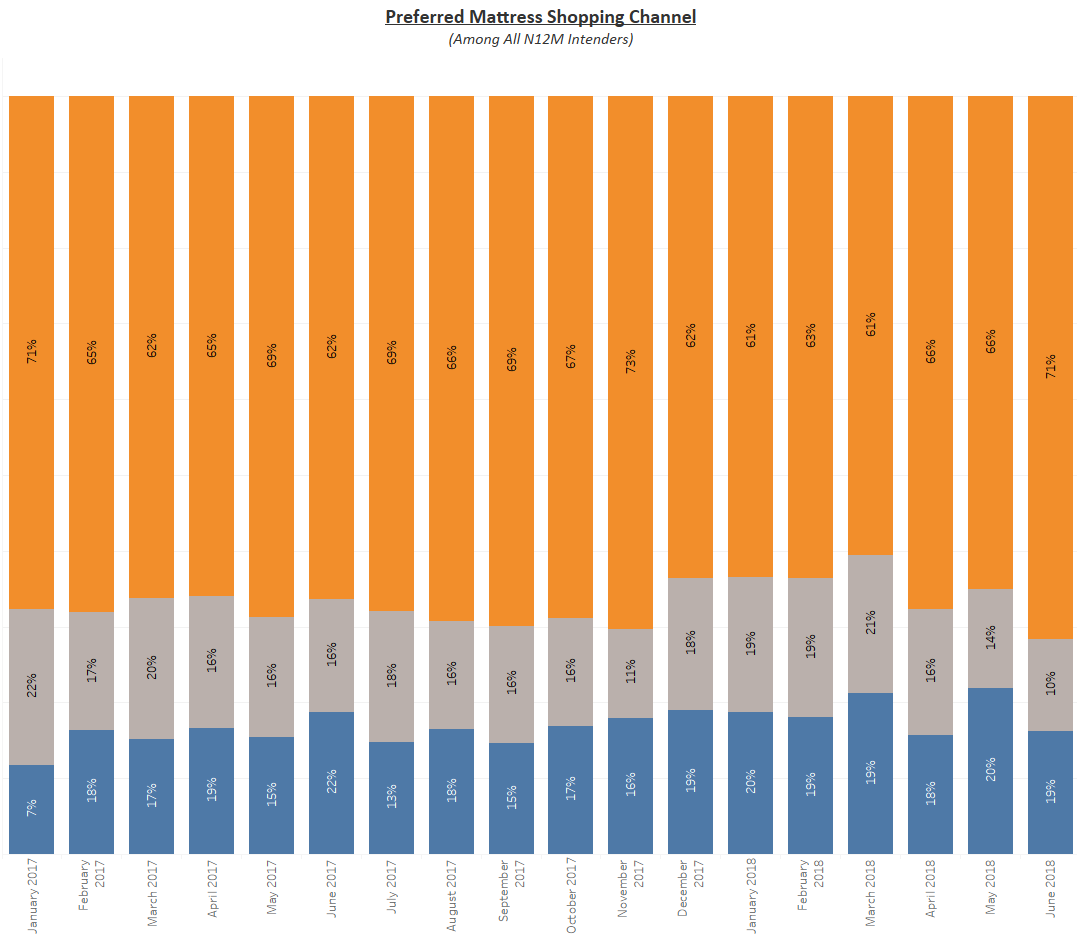 Preferred Mattress Shopping Channel
(Among All N12M Intenders)
71%
65%
62%
65%
69%
62%
69%
66%
69%
67%
73%
62%
61%
63%
61%
66%
66%
71%
22%
17%
20%
16%
16%
16%
18%
16%
16%
16%
11%
18%
19%
19%
21%
16%
14%
10%
7%
18%
17%
19%
15%
22%
13%
18%
15%
17%
16%
19%
20%
19%
19%
18%
20%
19%
January 2017
February
2017
March 2017
April 2017
May 2017
June 2017
July 2017
August 2017
September
2017
October 2017
November
2017
December
2017
January 2018
February
2018
March 2018
April 2018
May 2018
June 2018